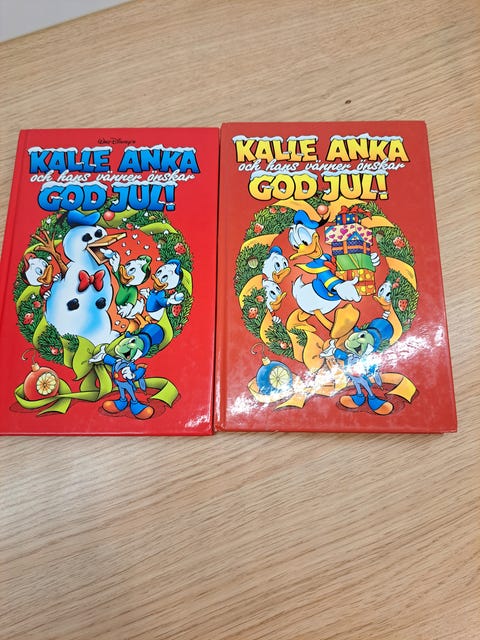 Walt Disney's
KALLE ANKA
och hans vänner önskar
GOD JUL!
KALLE ANKA
och hans vänner önskar
GOD JUL!